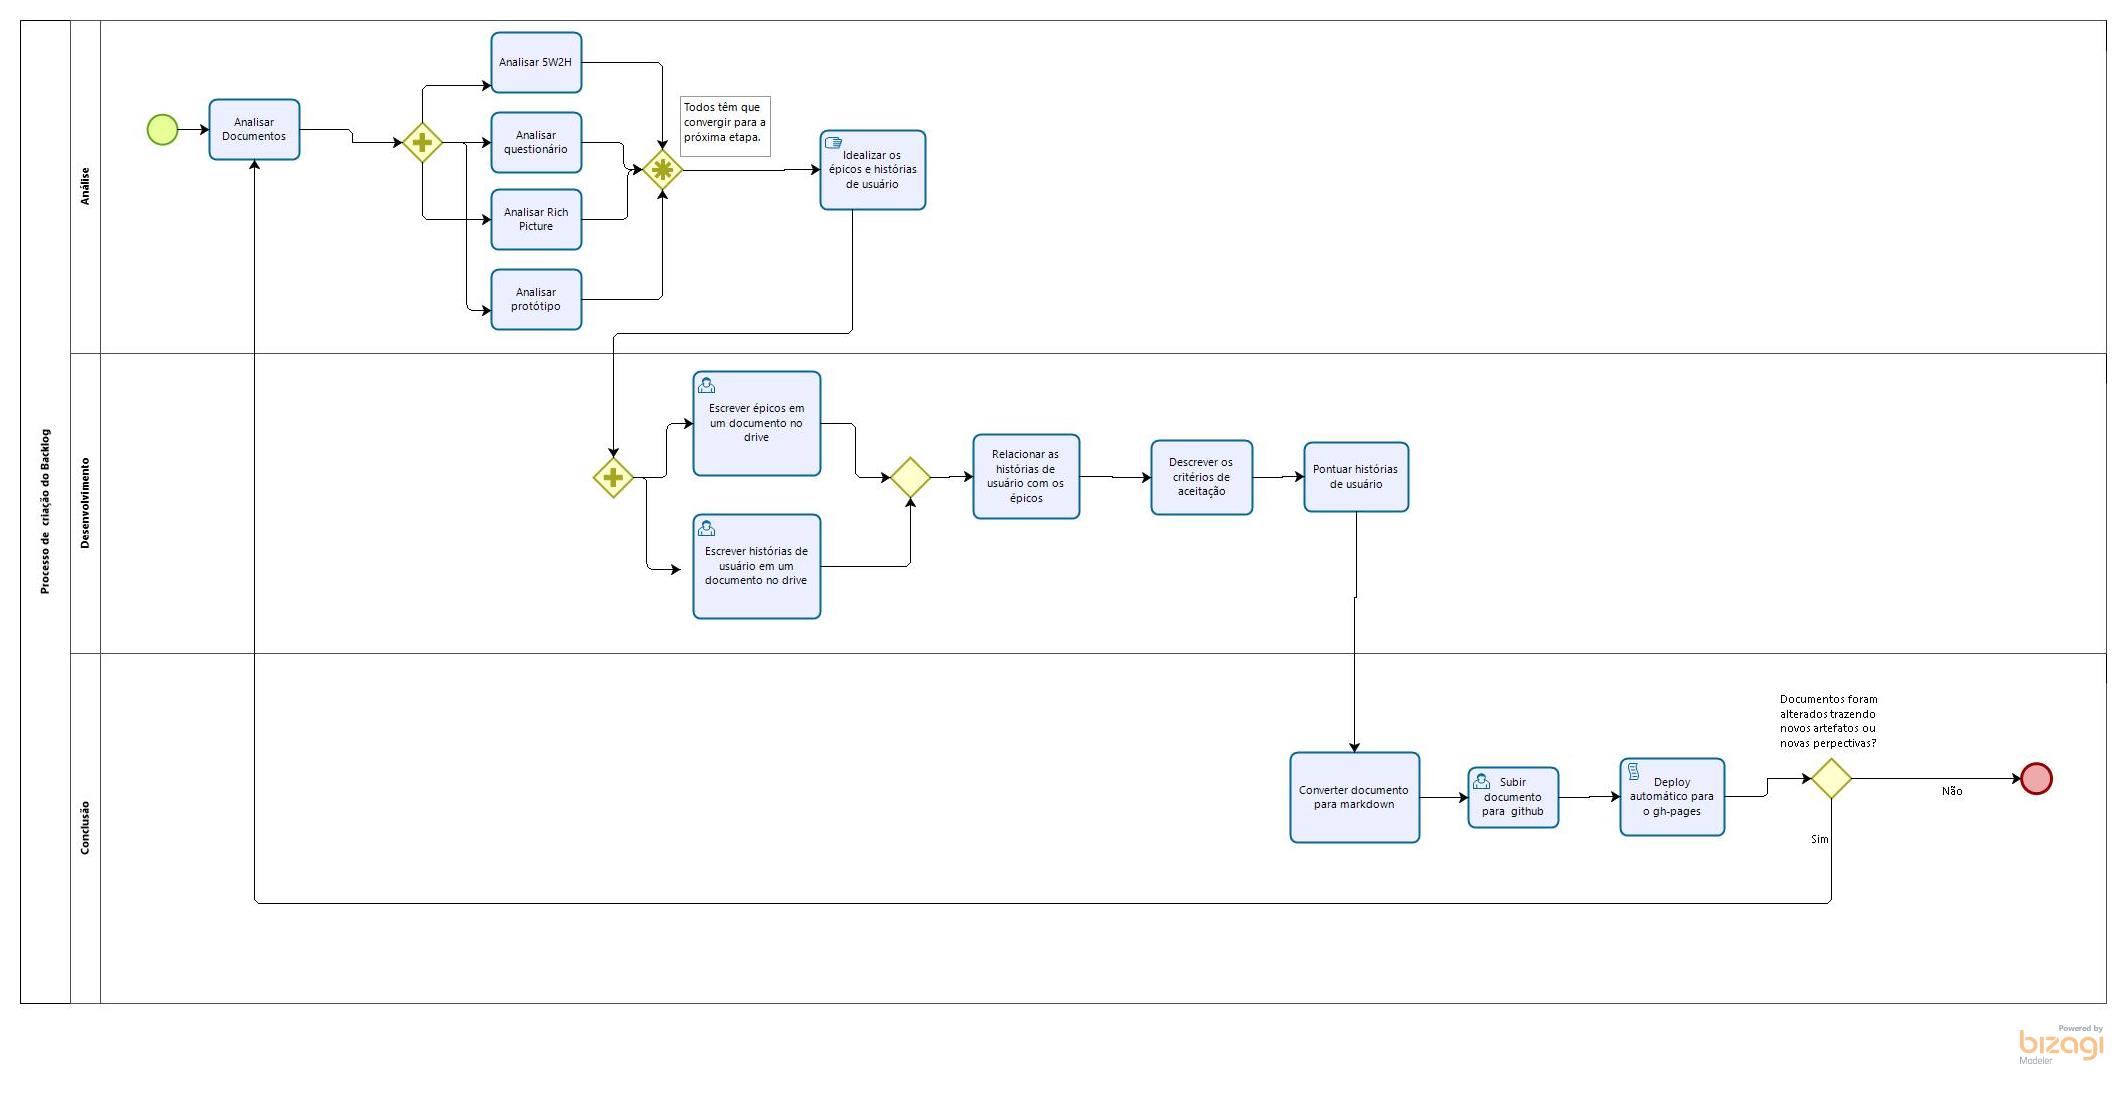 Processo de  criação do Backlog
Análise
Analisar
Documentos
Analisar 5W2H
Analisar
questionário
Analisar Rich
Picture
Analisar
protótipo
Todos têm que
convergir para a
próxima etapa.
Idealizar os
épicos e histórias
de usuário
Desenvolvimento
Escrever épicos em
um documento no
drive
Escrever histórias de
usuário em um
documento no drive
Relacionar as
histórias de
usuário com os
épicos
Descrever os
critérios de
aceitação
Pontuar histórias
de usuário
Conclusão
Converter documento
para markdown
Subir
documento
para  github
Deploy
automático para
o gh-pages
Documentos foram
alterados trazendo
novos artefatos ou
novas perpectivas?
Não
Sim
Powered by
bizagi
Modeler